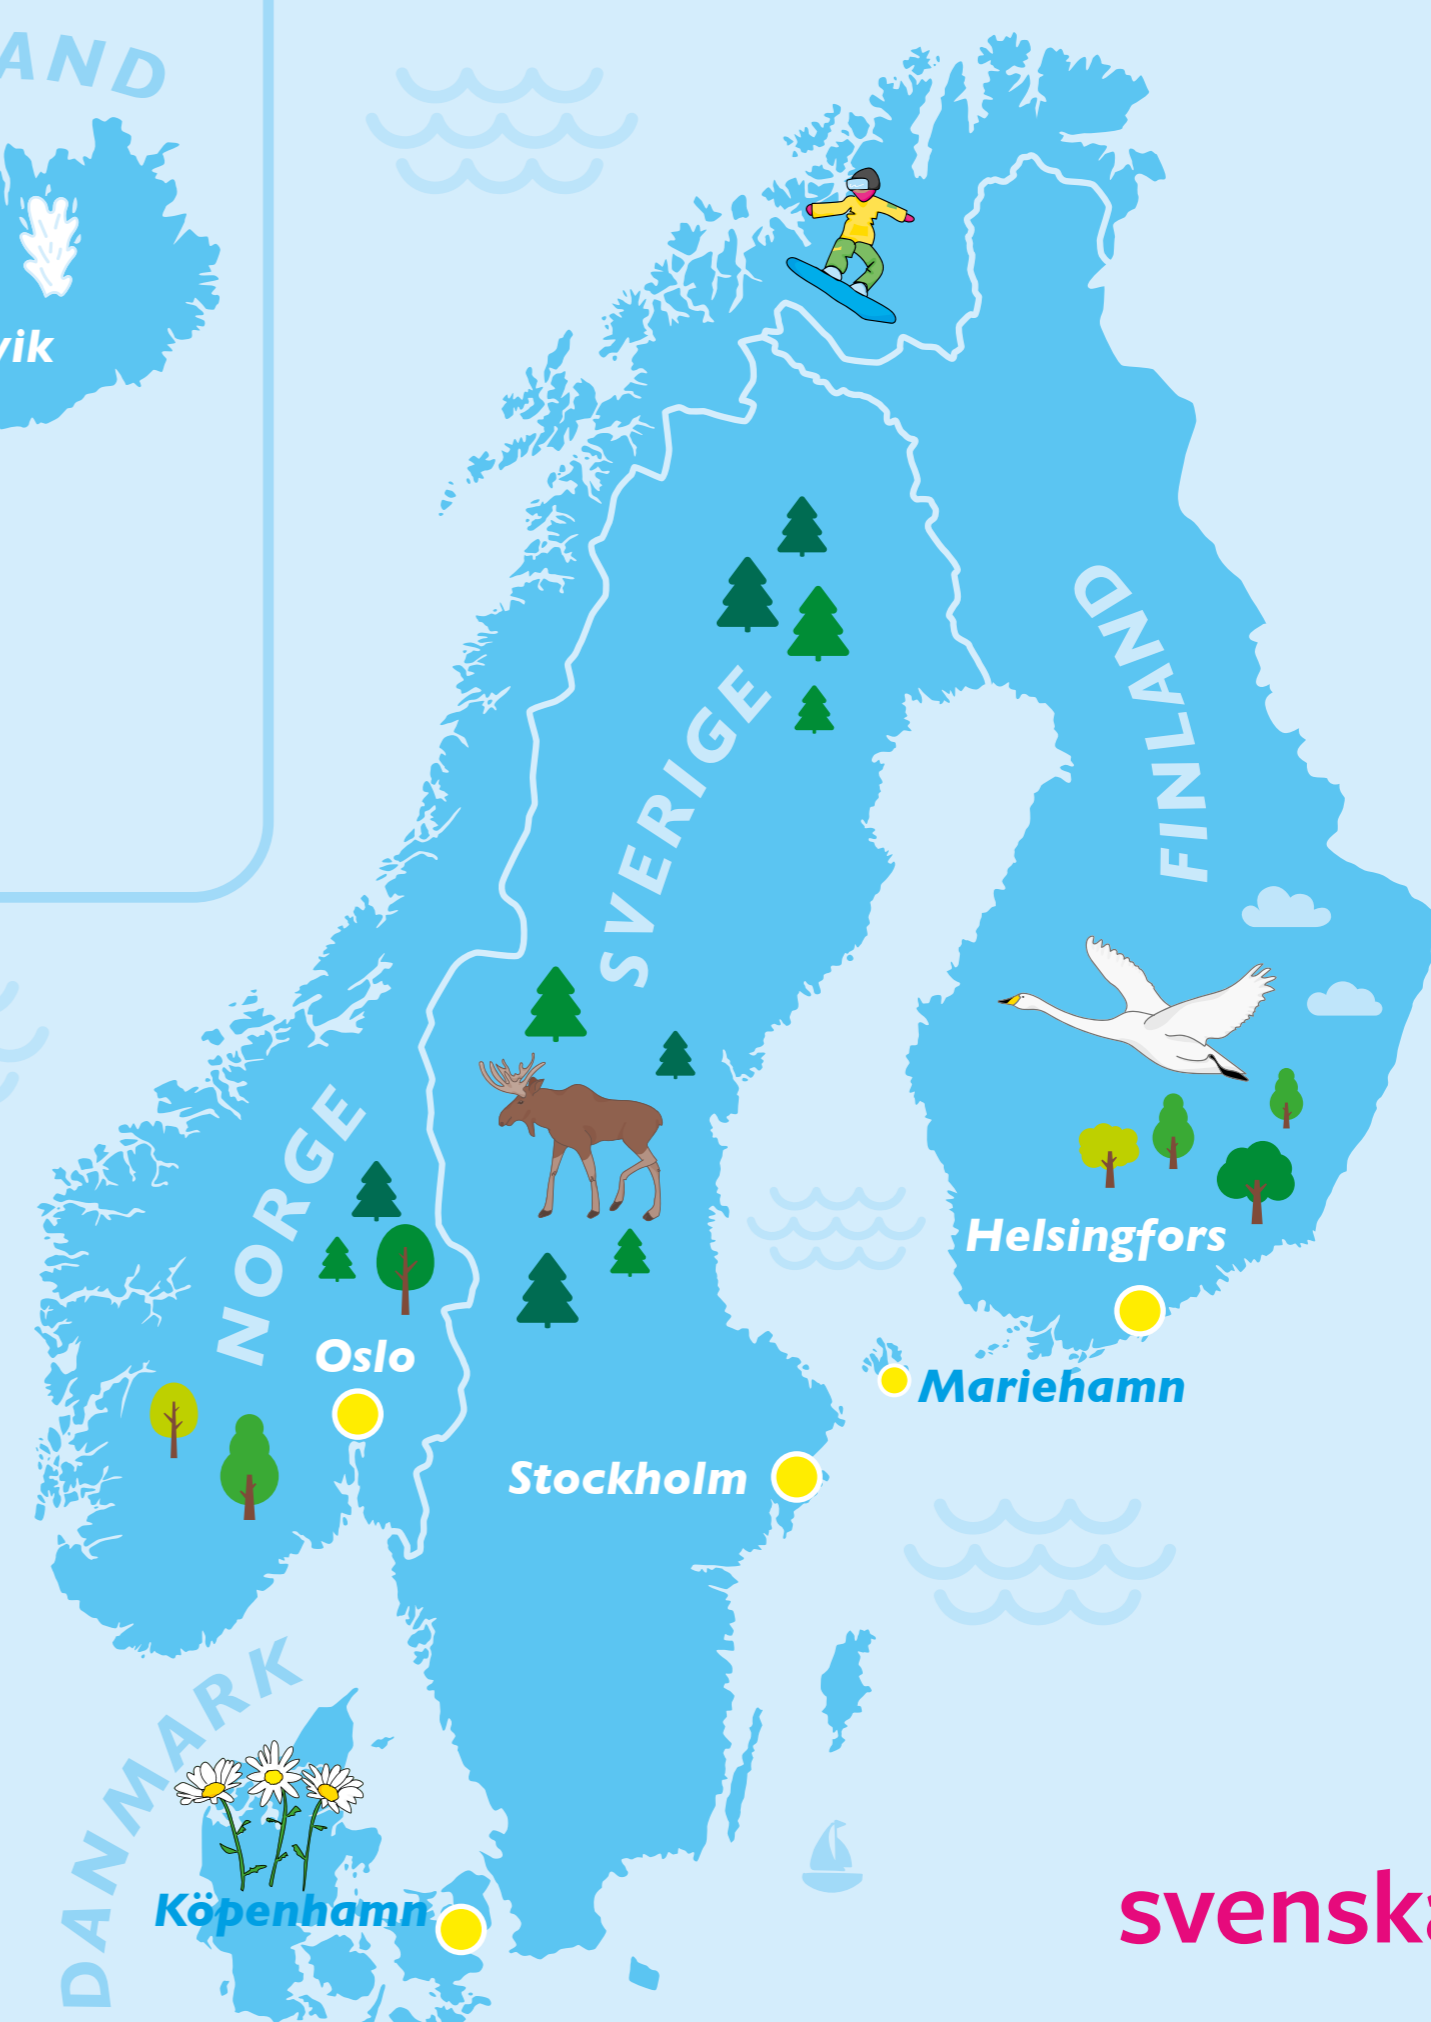 AND
vik
FINLAND
SVERIGE
NORGE
Helsingfors
Oslo
Mariehamn
Stockholm
DANMARK
Köpenhamn
svenska